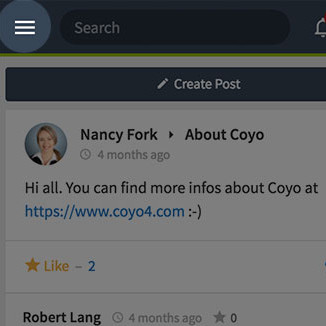 Search
Create Post
Nancy Fork ▸ About Coyo
4 months ago
Hi all. You can find more infos about Coyo at
https://www.coyo4.com :-)
Like – 2
Robert Lang 4 months ago ★ 0